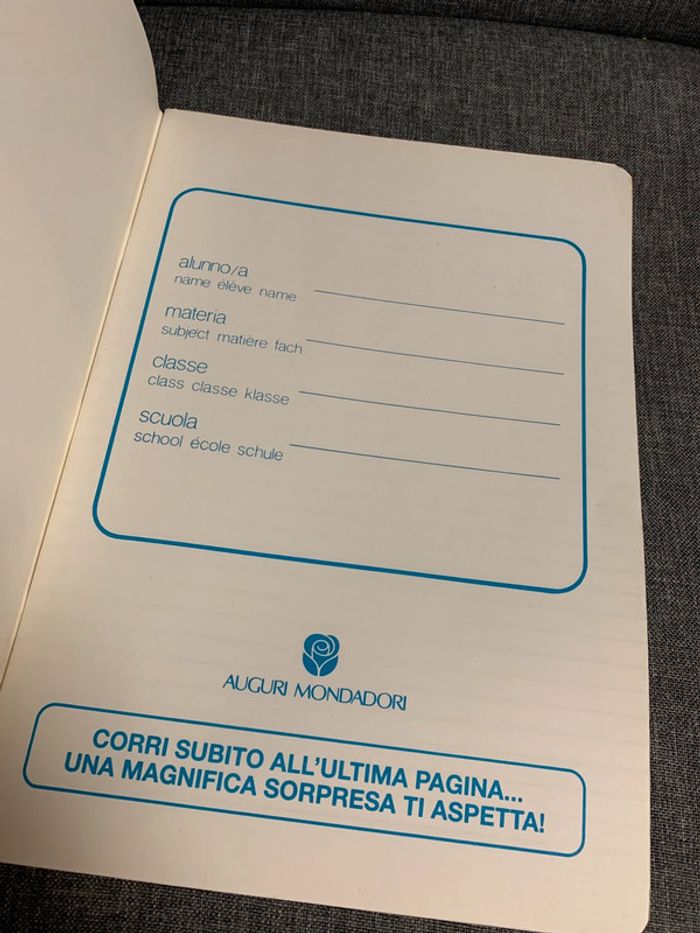 alunno/a
name élève name
materia
subject matière fach
classe
class classe klasse
scuola
school école schule
AUGURI MONDADORI
CORRI SUBITO ALL'ULTIMA PAGINA...
UNA MAGNIFICA SORPRESA TI ASPETTA!